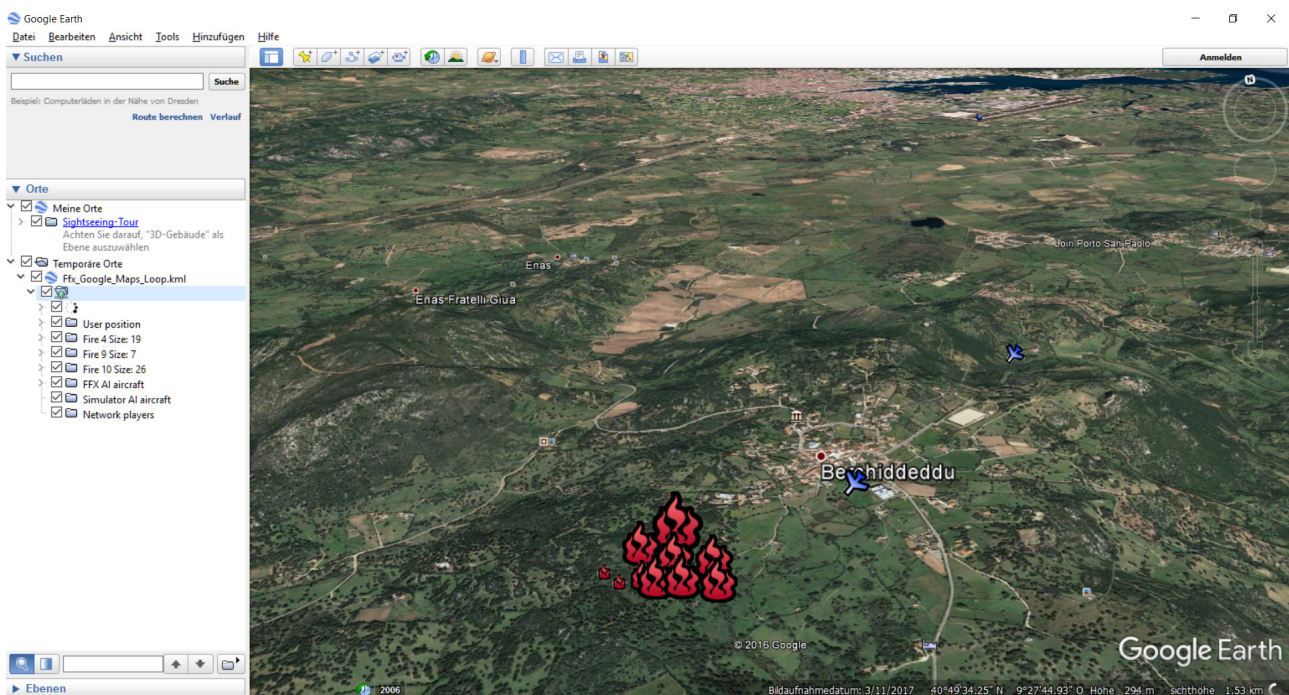 Google Earth
Datei Bearbeiten Ansicht Tools Hinzufügen Hilfe
▼ Suchen
Suche
Beispiel: Computerläden in der Nähe von Dresden
Route berechnen Verlauf
▼ Orte
Meine Orte
Sightseeing-Tour
Achten Sie darauf, "3D-Gebäude" als
Ebene auszuwählen
Temporäre Orte
Ffx_Google_Maps_Loop.kml
User position
Fire 4 Size: 19
Fire 9 Size: 7
Fire 10 Size: 26
FFX AI aircraft
Simulator AI aircraft
Network players
▶ Ebenen
Anmelden
N
Loiri Porto San Paolo
Enas
Enas Fratelli Giua
Berchiddeddu
© 2016 Google
Google Earth
2006
Bildaufnahmedatum: 3/11/2017 40°49'34.25" N 9°27'44.93" O Höhe 294 m sichthöhe 1.53 km